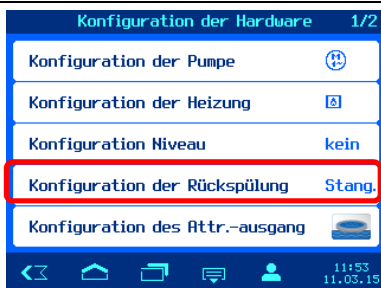 Konfiguration der Hardware 1/2
Konfiguration der Pumpe
Konfiguration der Heizung
Konfiguration Niveau kein
Konfiguration der Rückspülung Stang.
Konfiguration des Attr.-ausgang
11:53
11.03.15